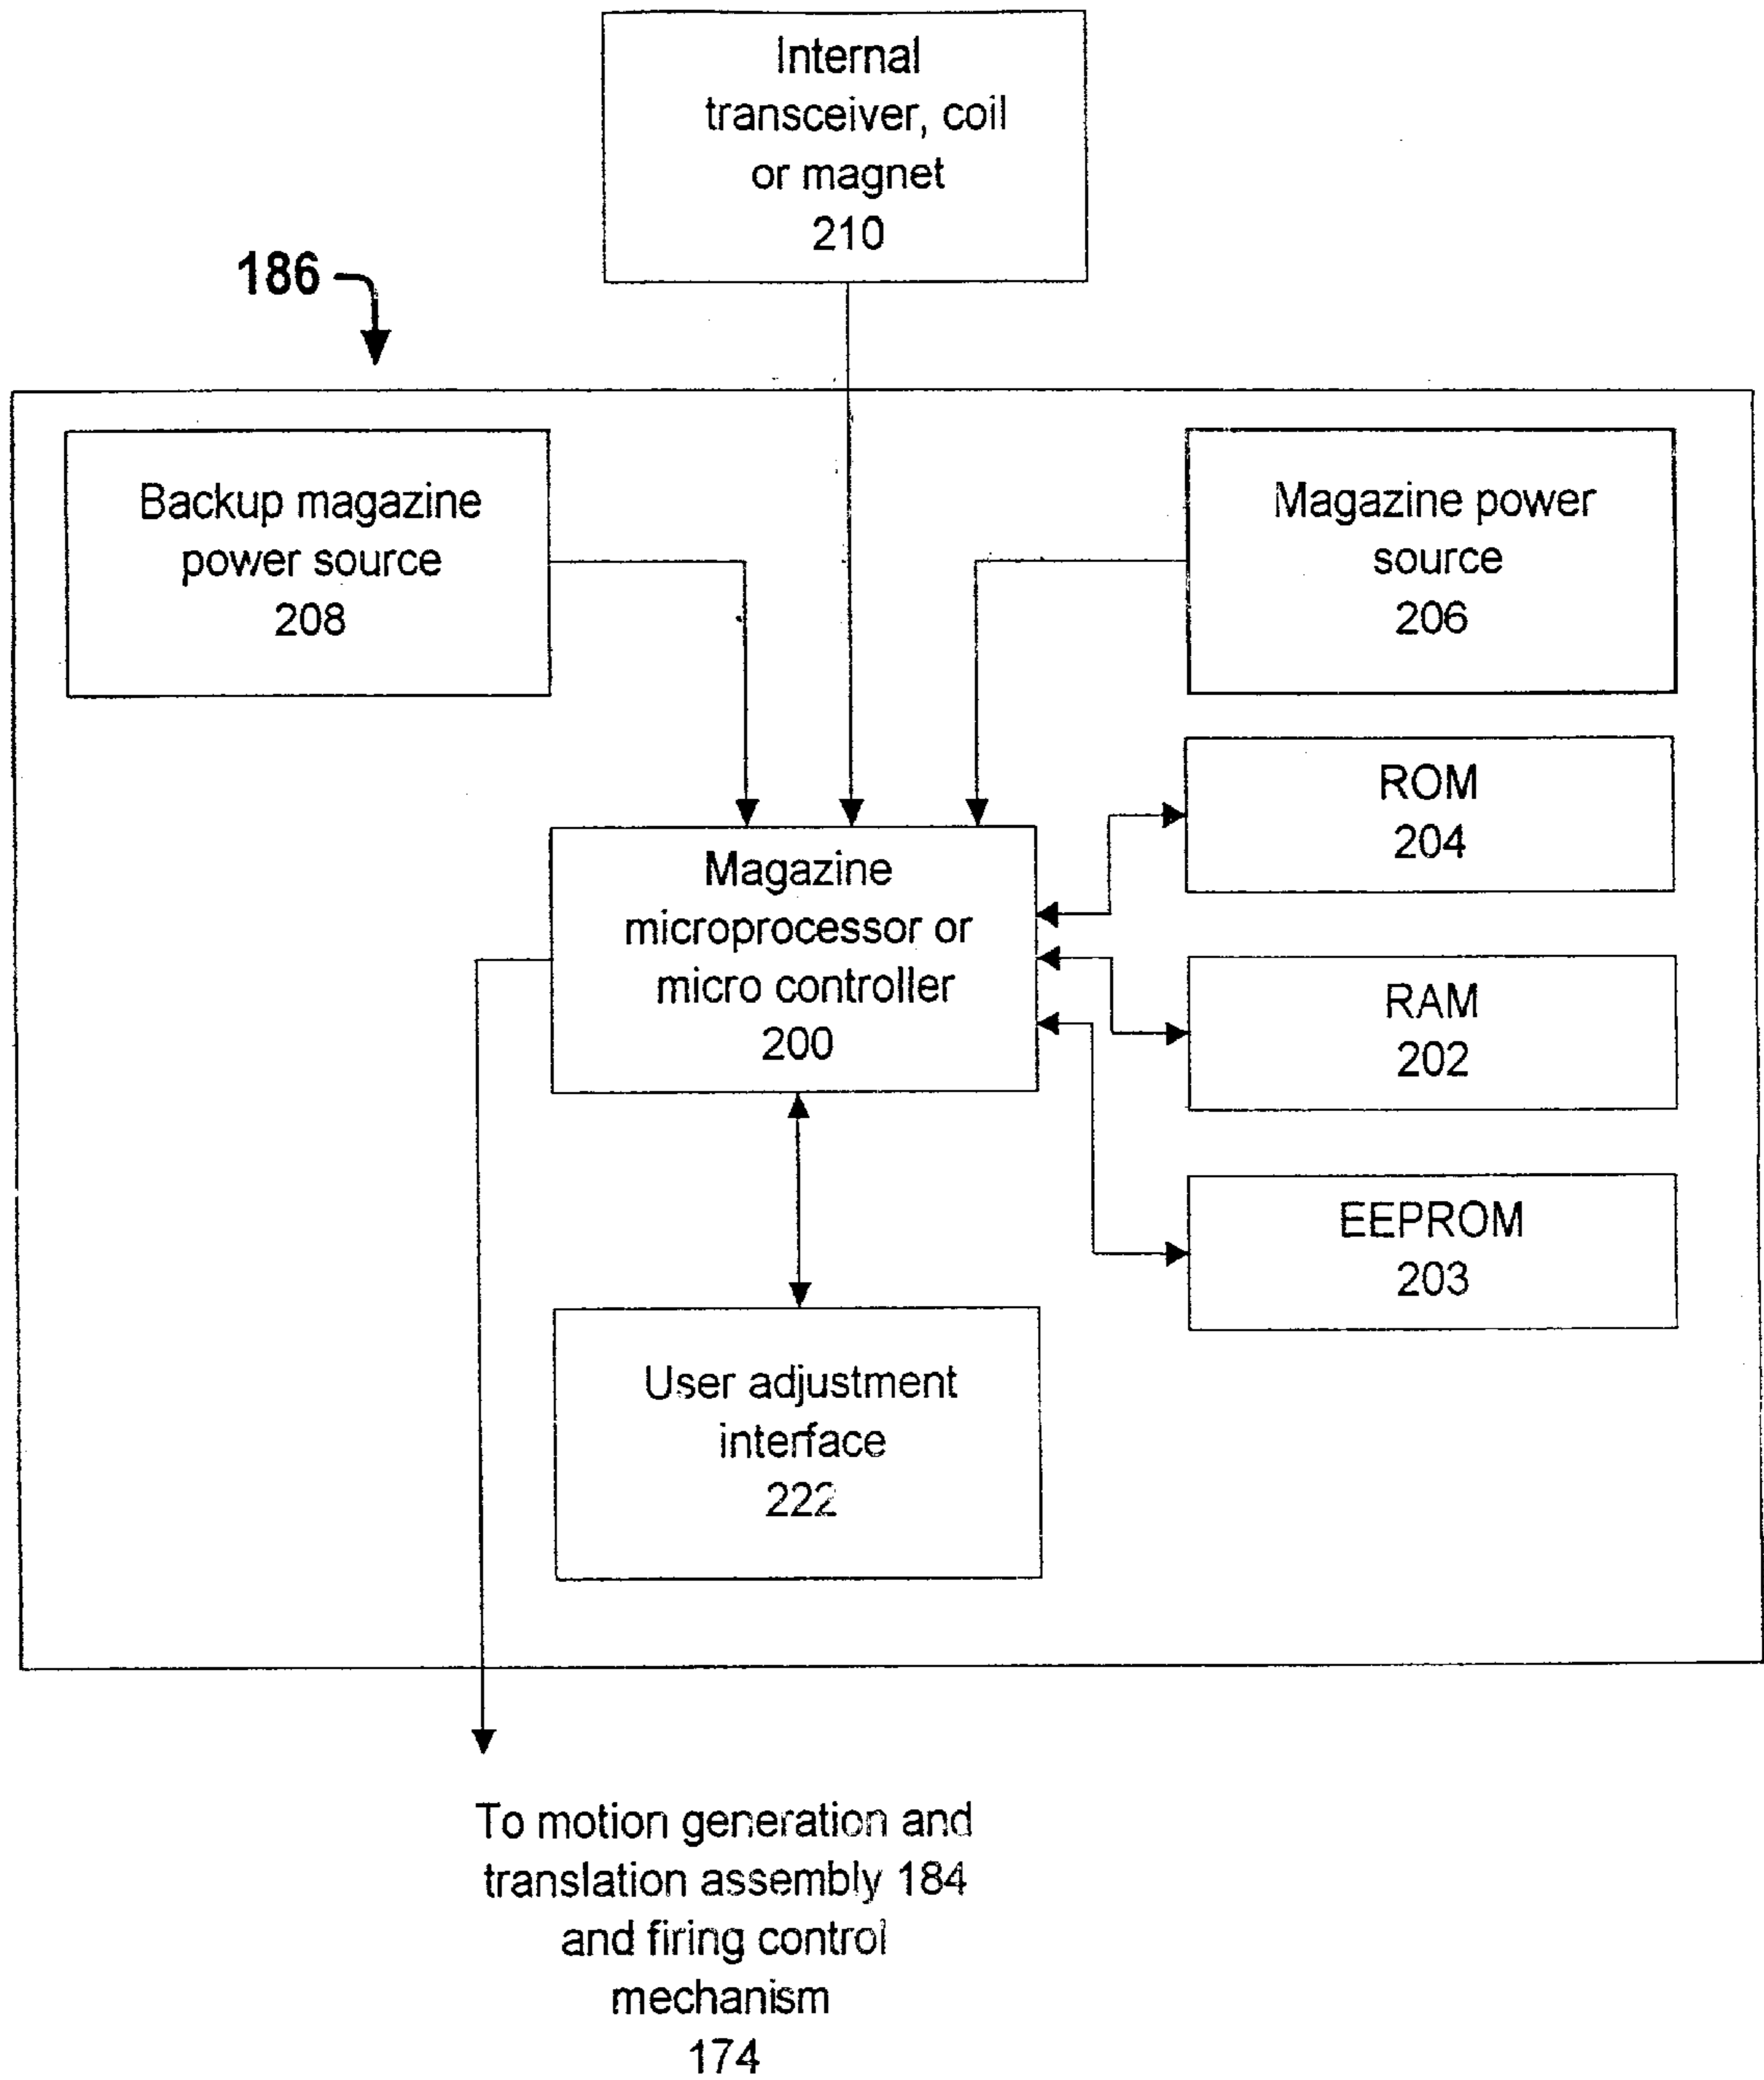 Internal
transceiver, coil
or magnet
210
186
Backup magazine
power source
208
Magazine power
source
206
ROM
204
Magazine
microprocessor or
micro controller
200
RAM
202
EEPROM
203
User adjustment
interface
222
To motion generation and
translation assembly 184
and firing control
mechanism
174